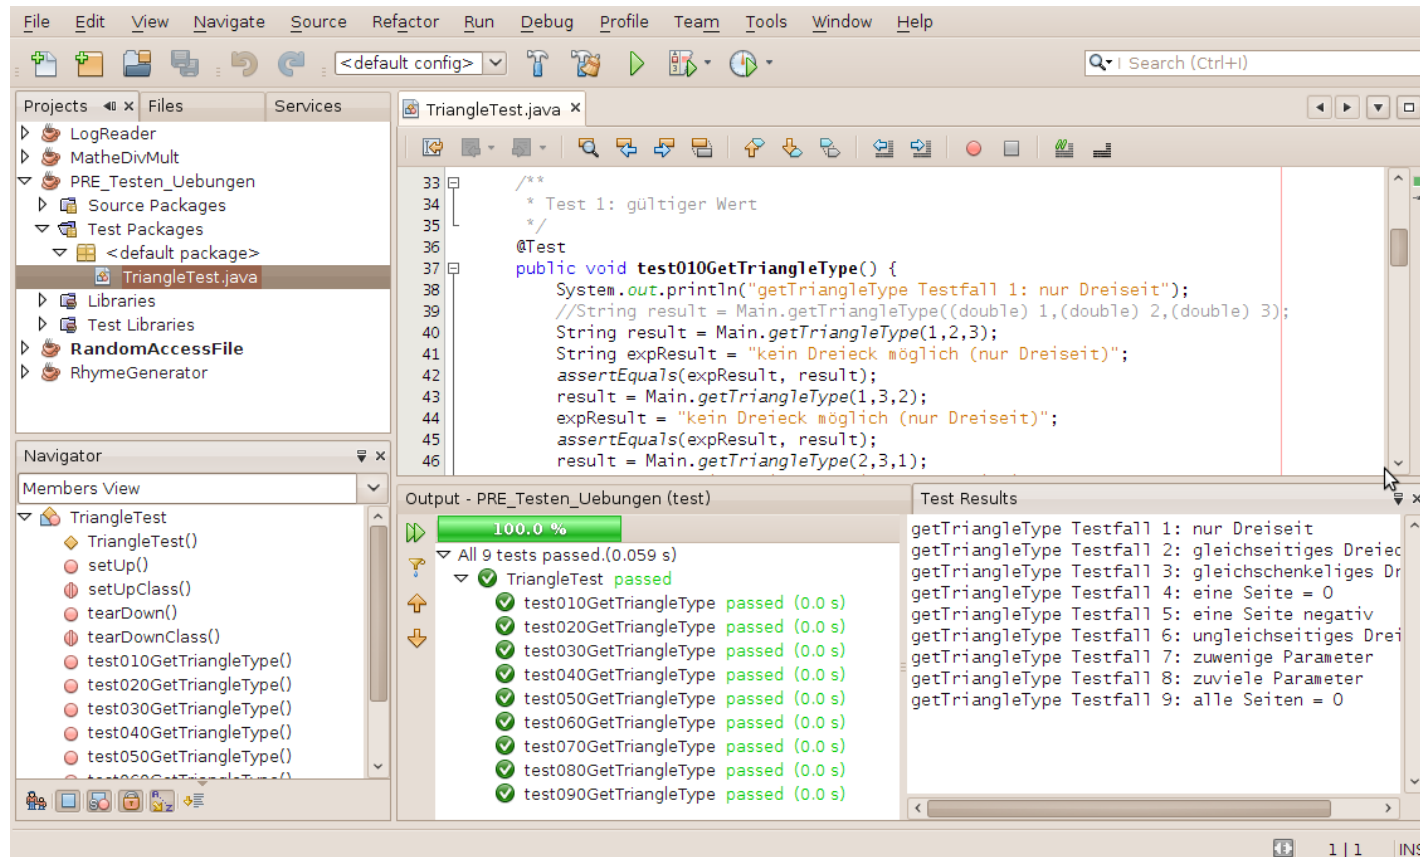 File Edit View Navigate Source Refactor Run Debug Profile Team Tools Window Help
<default config>
Search (Ctrl+I)
Projects Files Services
LogReader
MatheDivMult
PRE_Testen_Uebungen
Source Packages
Test Packages
<default package>
TriangleTest.java
Libraries
Test Libraries
RandomAccessFile
RhymeGenerator
Navigator
Members View
TriangleTest
TriangleTest()
setUp()
setUpClass()
tearDown()
tearDownClass()
test010GetTriangleType()
test020GetTriangleType()
test030GetTriangleType()
test040GetTriangleType()
test050GetTriangleType()
test060GetTriangleType()
TriangleTest.java
33 /**
34 * Test 1: gültiger Wert
35 */
36 @Test
37 public void test010GetTriangleType() {
38 System.out.println("getTriangleType Testfall 1: nur Dreiseit");
39 //String result = Main.getTriangleType((double) 1,(double) 2,(double) 3);
40 String result = Main.getTriangleType(1,2,3);
41 String expResult = "kein Dreieck möglich (nur Dreiseit)";
42 assertEquals(expResult, result);
43 result = Main.getTriangleType(1,3,2);
44 expResult = "kein Dreieck möglich (nur Dreiseit)";
45 assertEquals(expResult, result);
46 result = Main.getTriangleType(2,3,1);
Output - PRE_Testen_Uebungen (test)
100.0 %
All 9 tests passed.(0.059 s)
TriangleTest passed
test010GetTriangleType passed (0.0 s)
test020GetTriangleType passed (0.0 s)
test030GetTriangleType passed (0.0 s)
test040GetTriangleType passed (0.0 s)
test050GetTriangleType passed (0.0 s)
test060GetTriangleType passed (0.0 s)
test070GetTriangleType passed (0.0 s)
test080GetTriangleType passed (0.0 s)
test090GetTriangleType passed (0.0 s)
Test Results
getTriangleType Testfall 1: nur Dreiseit
getTriangleType Testfall 2: gleichseitiges Dreiec
getTriangleType Testfall 3: gleichschenkeliges Dr
getTriangleType Testfall 4: eine Seite = 0
getTriangleType Testfall 5: eine Seite negativ
getTriangleType Testfall 6: ungleichseitiges Drei
getTriangleType Testfall 7: zuwenige Parameter
getTriangleType Testfall 8: zuviele Parameter
getTriangleType Testfall 9: alle Seiten = 0
1 | 1 INS